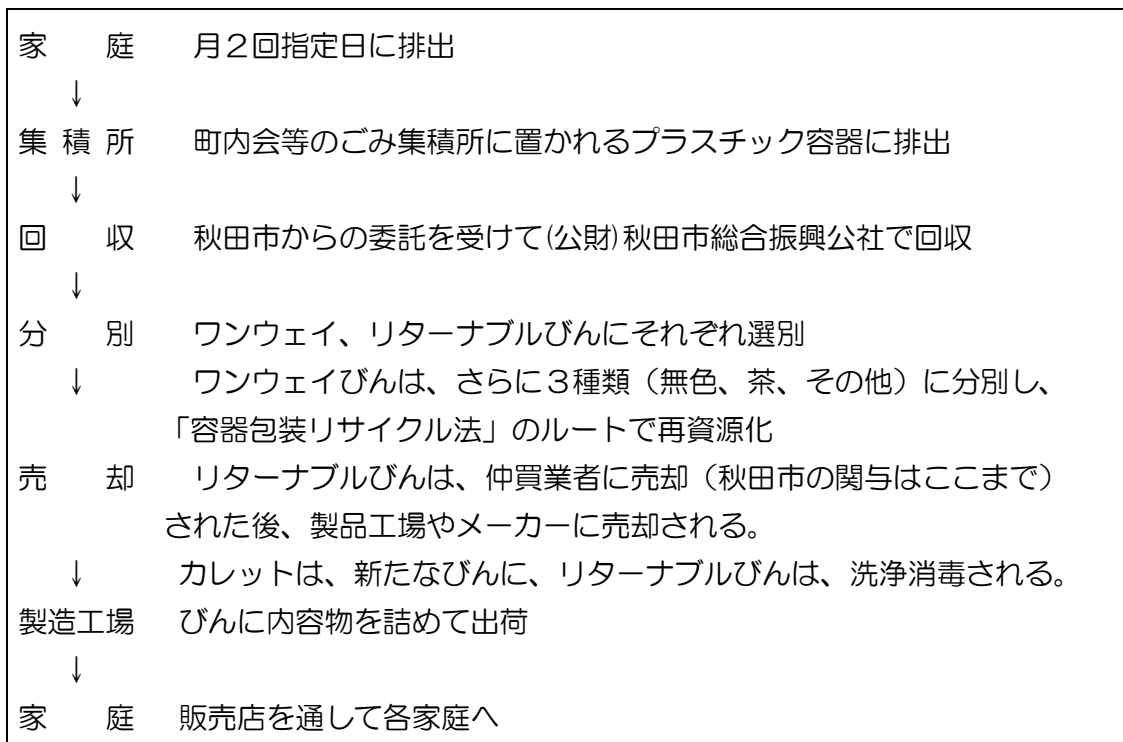 家　　庭　　月２回指定日に排出
↓
集 積 所　　町内会等のごみ集積所に置かれるプラスチック容器に排出
↓
回　　収　　秋田市からの委託を受けて(公財)秋田市総合振興公社で回収
↓
分　　別　　ワンウェイ、リターナブルびんにそれぞれ選別
↓　　　　ワンウェイびんは、さらに３種類（無色、茶、その他）に分別し、
「容器包装リサイクル法」のルートで再資源化
売　　却　　リターナブルびんは、仲買業者に売却（秋田市の関与はここまで）
された後、製品工場やメーカーに売却される。
↓　　　　カレットは、新たなびんに、リターナブルびんは、洗浄消毒される。
製造工場　　びんに内容物を詰めて出荷
↓
家　　庭　　販売店を通して各家庭へ